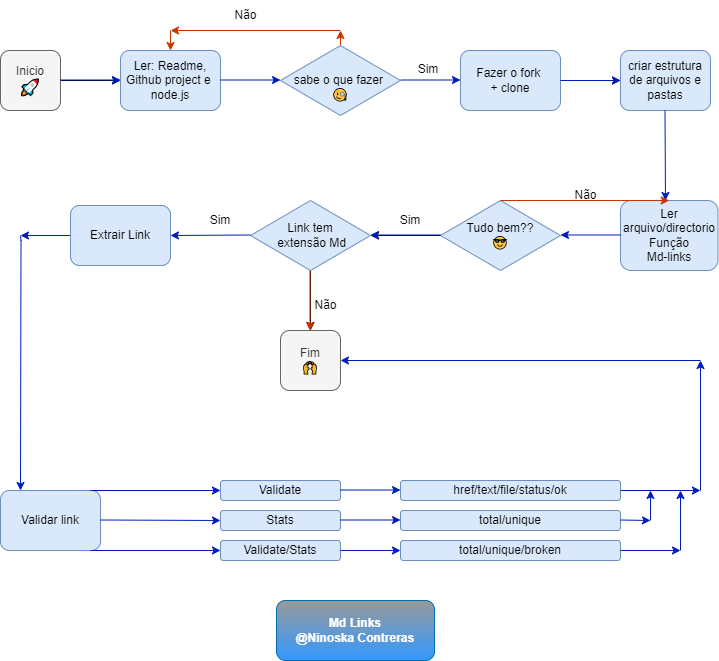 Não
Inicio
Ler: Readme,
Github project e
node.js
sabe o que fazer
Sim
Fazer o fork
+ clone
criar estrutura
de arquivos e
pastas
Extrair Link
Sim
Link tem
extensão Md
Sim
Tudo bem??
Não
Ler
arquivo/directorio
Função
Md-links
Não
Fim
Validar link
Validate
href/text/file/status/ok
Stats
total/unique
Validate/Stats
total/unique/broken
Md Links
@Ninoska Contreras